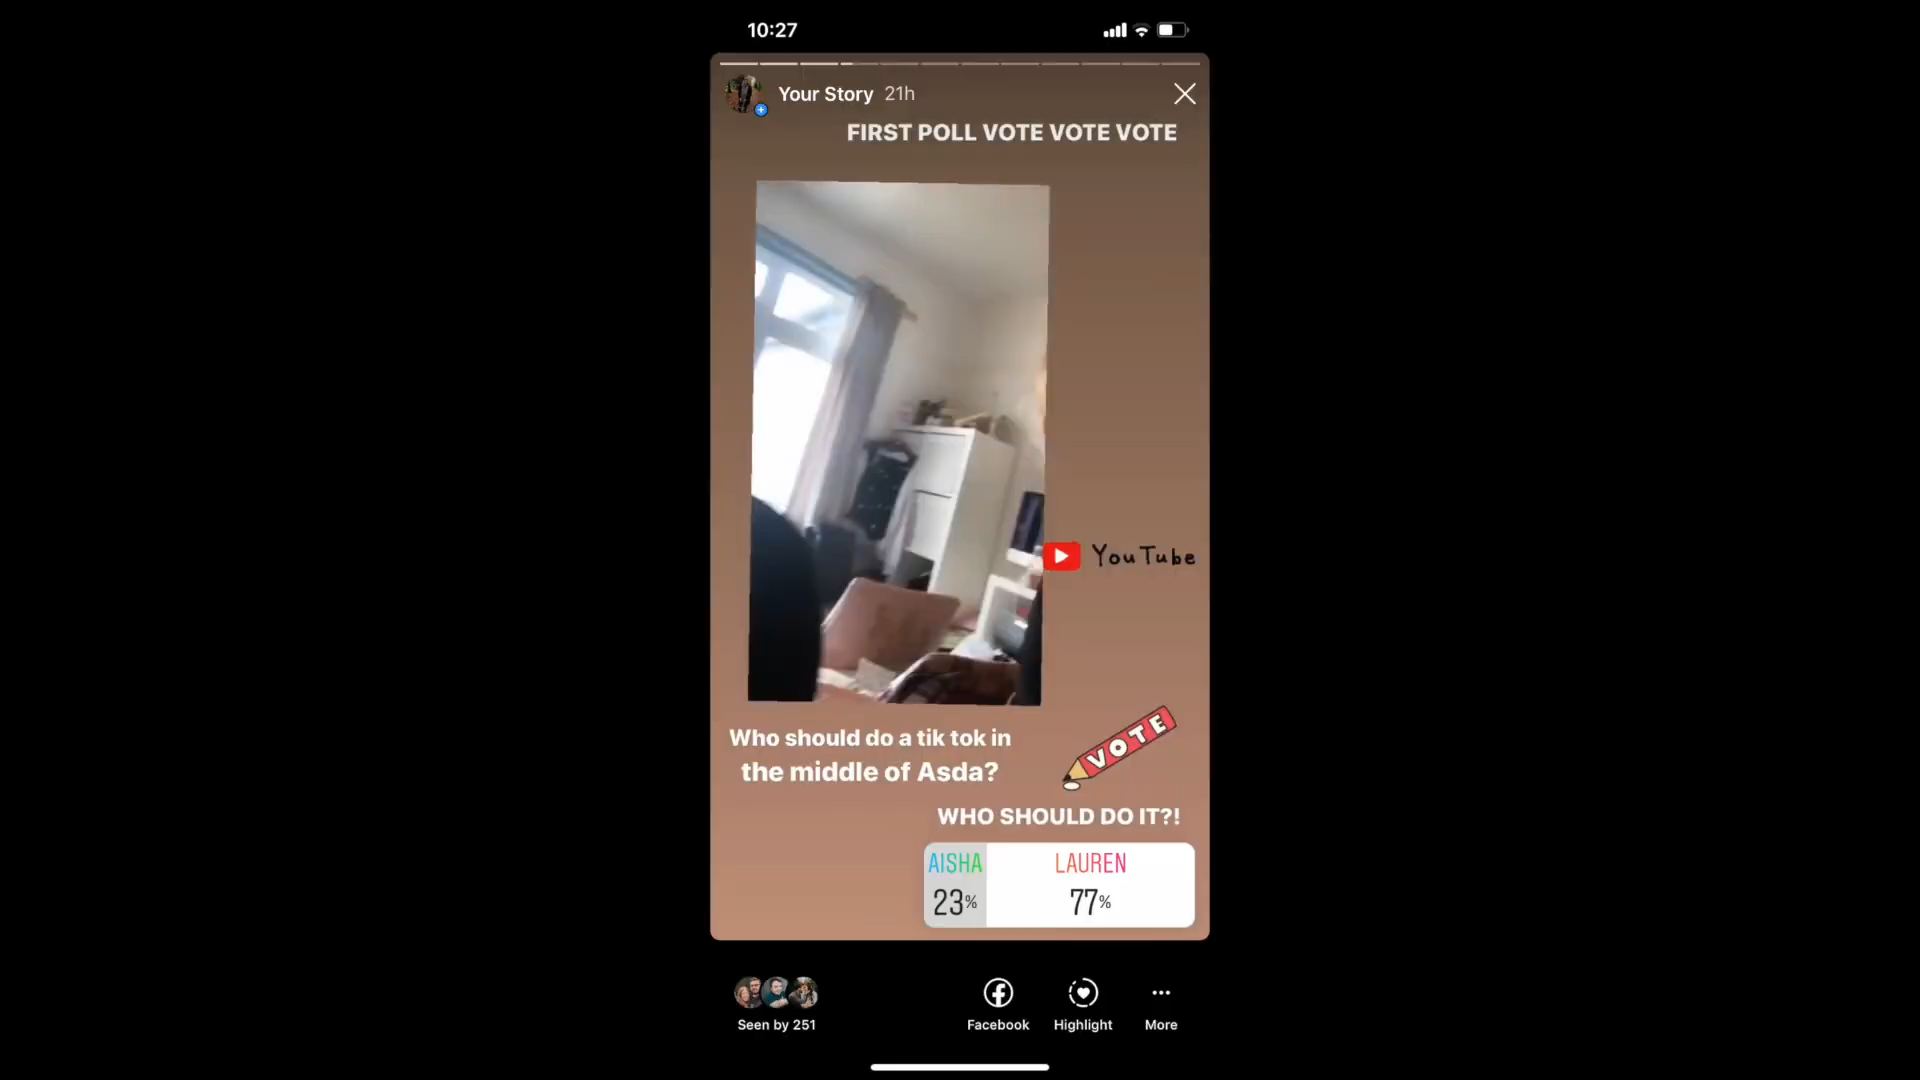 10:27
Your Story 21h
FIRST POLL VOTE VOTE VOTE
YouTube
Who should do a tik tok in
the middle of Asda?
VOTE
WHO SHOULD DO IT?!
AISHA LAUREN
23% 77%
Seen by 251
Facebook Highlight More